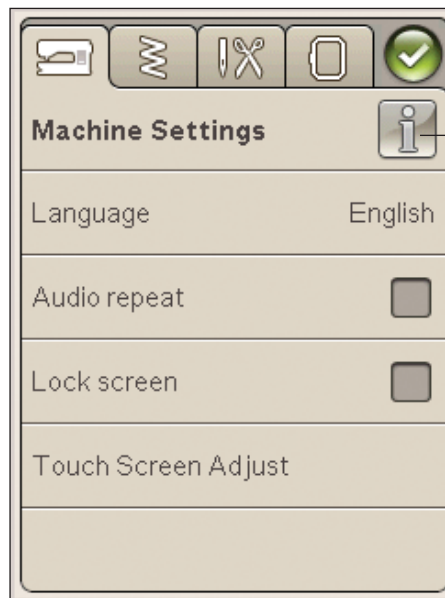 Machine Settings
Language English
Audio repeat
Lock screen
Touch Screen Adjust